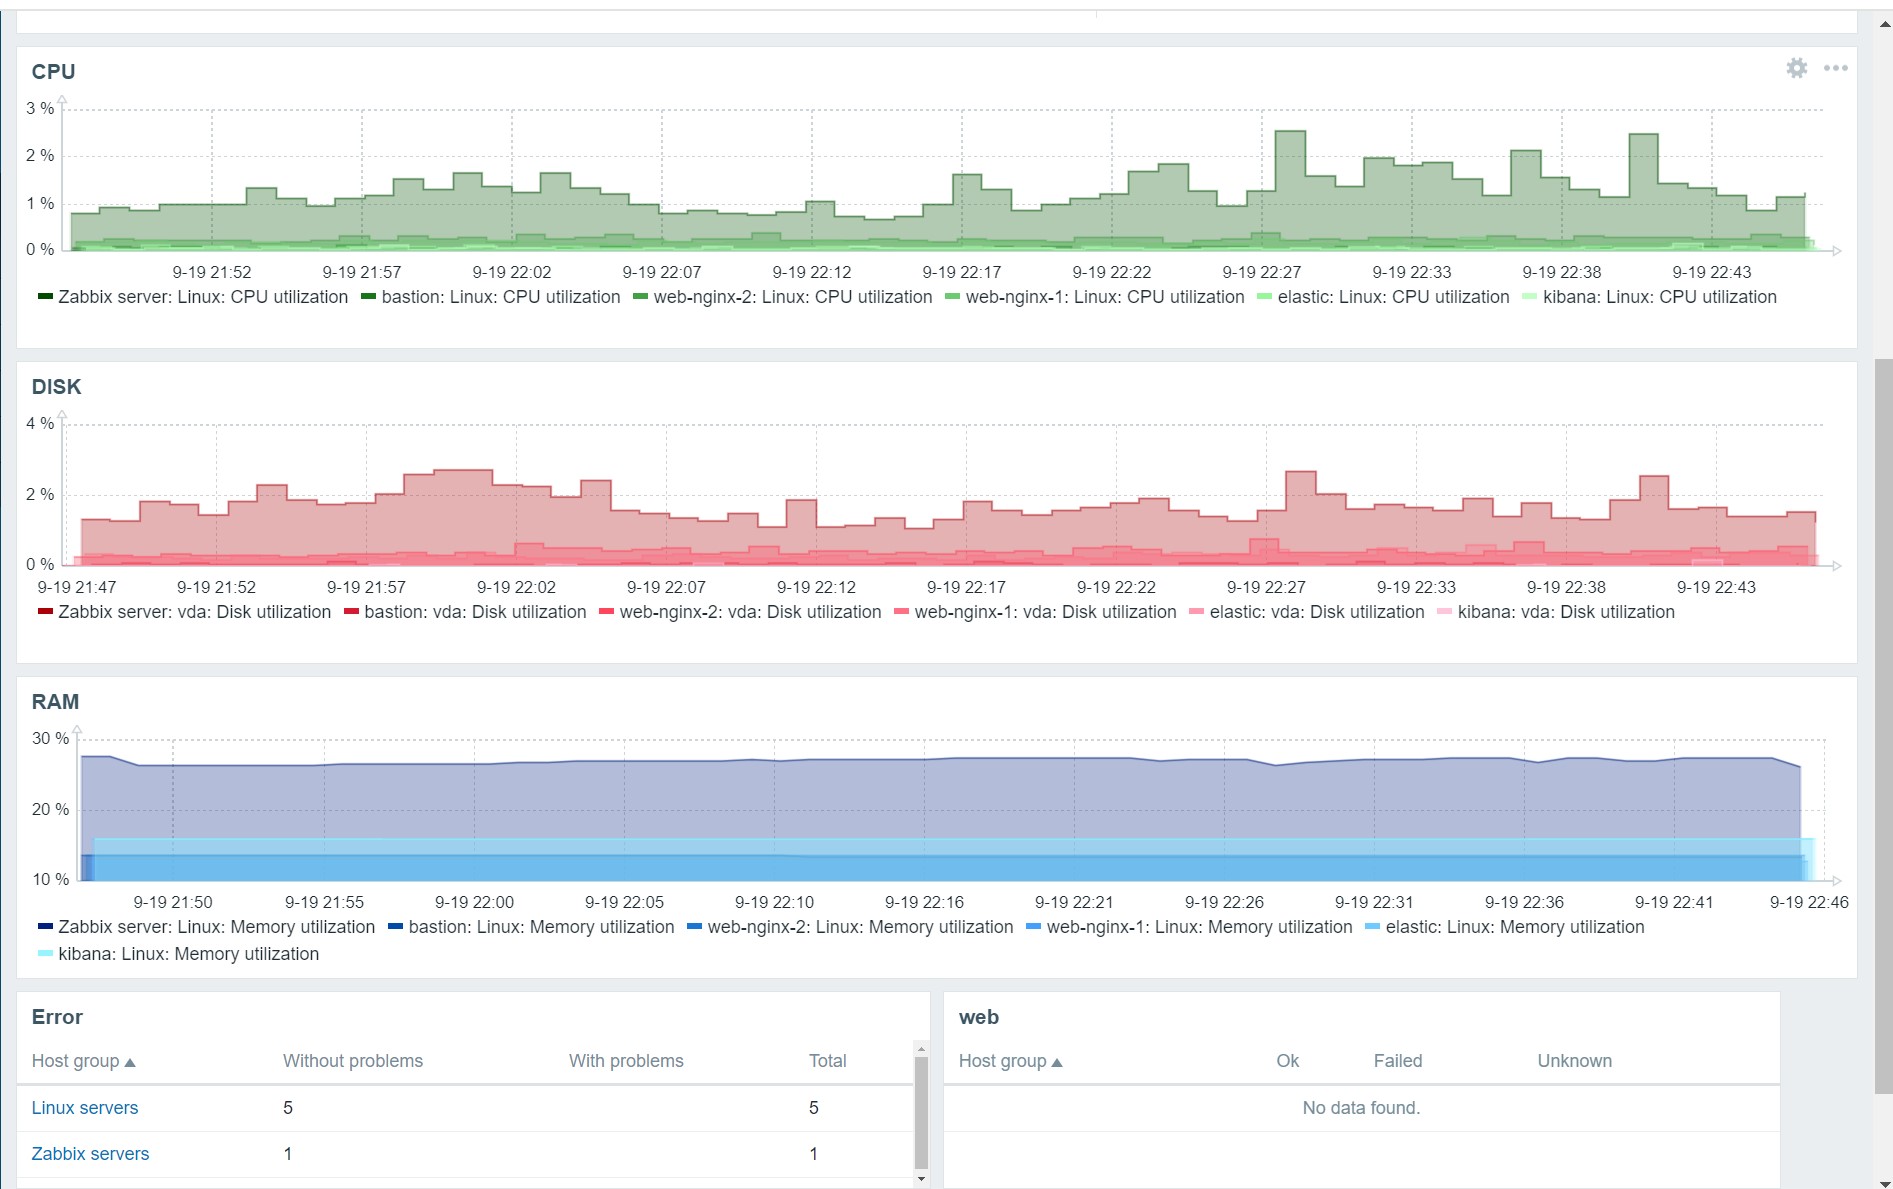 CPU
3 %
2 %
1 %
0 %
9-19 21:52 9-19 21:57 9-19 22:02 9-19 22:07 9-19 22:12 9-19 22:17 9-19 22:22 9-19 22:27 9-19 22:33 9-19 22:38 9-19 22:43
Zabbix server: Linux: CPU utilization bastion: Linux: CPU utilization web-nginx-2: Linux: CPU utilization web-nginx-1: Linux: CPU utilization elastic: Linux: CPU utilization kibana: Linux: CPU utilization
DISK
4 %
2 %
0 %
9-19 21:47 9-19 21:52 9-19 21:57 9-19 22:02 9-19 22:07 9-19 22:12 9-19 22:17 9-19 22:22 9-19 22:27 9-19 22:33 9-19 22:38 9-19 22:43
Zabbix server: vda: Disk utilization bastion: vda: Disk utilization web-nginx-2: vda: Disk utilization web-nginx-1: vda: Disk utilization elastic: vda: Disk utilization kibana: vda: Disk utilization
RAM
30 %
20 %
10 %
9-19 21:50 9-19 21:55 9-19 22:00 9-19 22:05 9-19 22:10 9-19 22:16 9-19 22:21 9-19 22:26 9-19 22:31 9-19 22:36 9-19 22:41 9-19 22:46
Zabbix server: Linux: Memory utilization bastion: Linux: Memory utilization web-nginx-2: Linux: Memory utilization web-nginx-1: Linux: Memory utilization elastic: Linux: Memory utilization
kibana: Linux: Memory utilization
Error
Host group Without problems With problems Total
Linux servers 5 5
Zabbix servers 1 1
web
Host group Ok Failed Unknown
No data found.